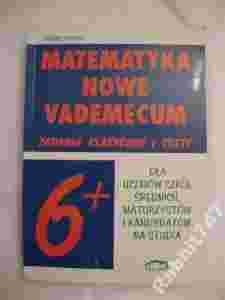 MATEMATYKA
NOWE
VADEMECUM
ZADANIA KLASYCZNE I TESTY
6+
DLA
UCZNIÓW SZKÓŁ
ŚREDNICH,
MATURZYSTÓW
I KANDYDATÓW
NA STUDIA